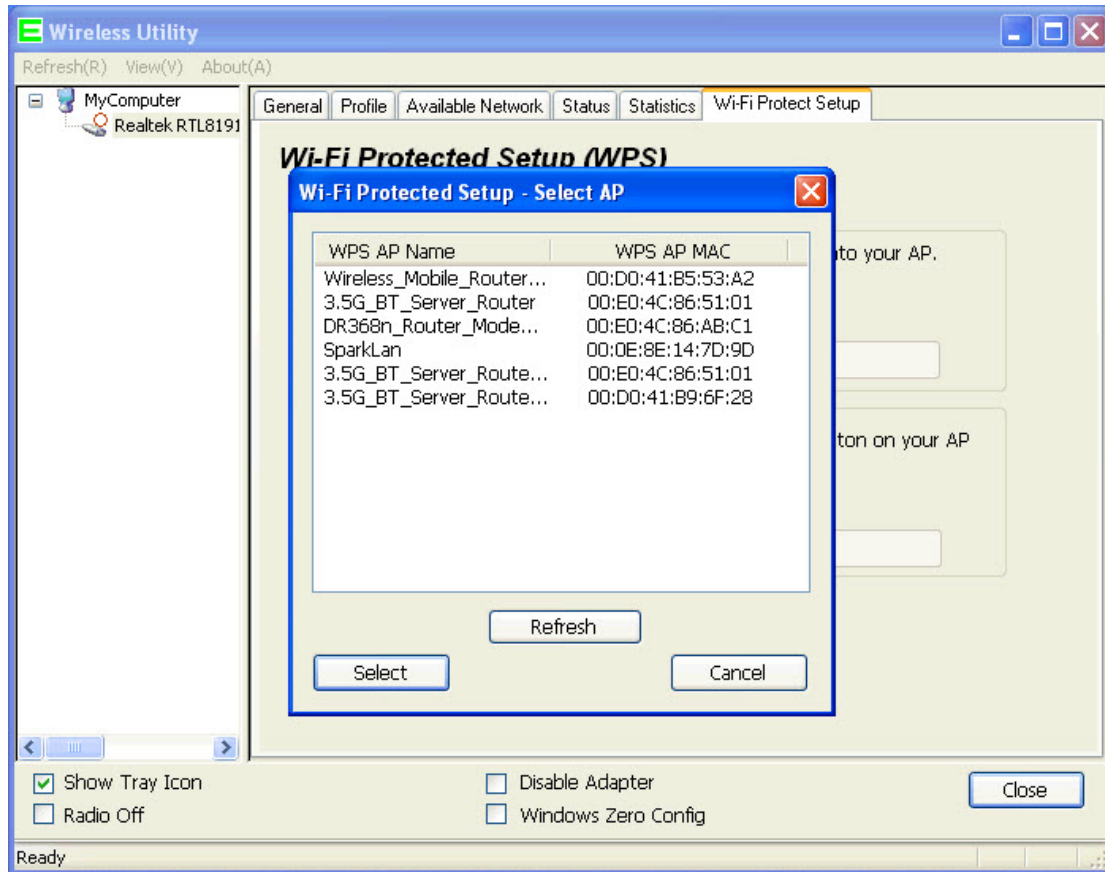 Wireless Utility
Refresh(R) View(V) About(A)
MyComputer
Realtek RTL8191
General Profile Available Network Status Statistics Wi-Fi Protect Setup
Wi-Fi Protected Setup (WPS)
Wi-Fi Protected Setup - Select AP
WPS AP Name WPS AP MAC
Wireless_Mobile_Router... 00:D0:41:B5:53:A2
3.5G_BT_Server_Router 00:E0:4C:86:51:01
DR368n_Router_Mode... 00:E0:4C:86:AB:C1
SparkLan 00:0E:8E:14:7D:9D
3.5G_BT_Server_Route... 00:E0:4C:86:51:01
3.5G_BT_Server_Route... 00:D0:41:B9:6F:28
to your AP.
ton on your AP
Refresh
Select Cancel
Show Tray Icon Disable Adapter
Radio Off Windows Zero Config
Close
Ready